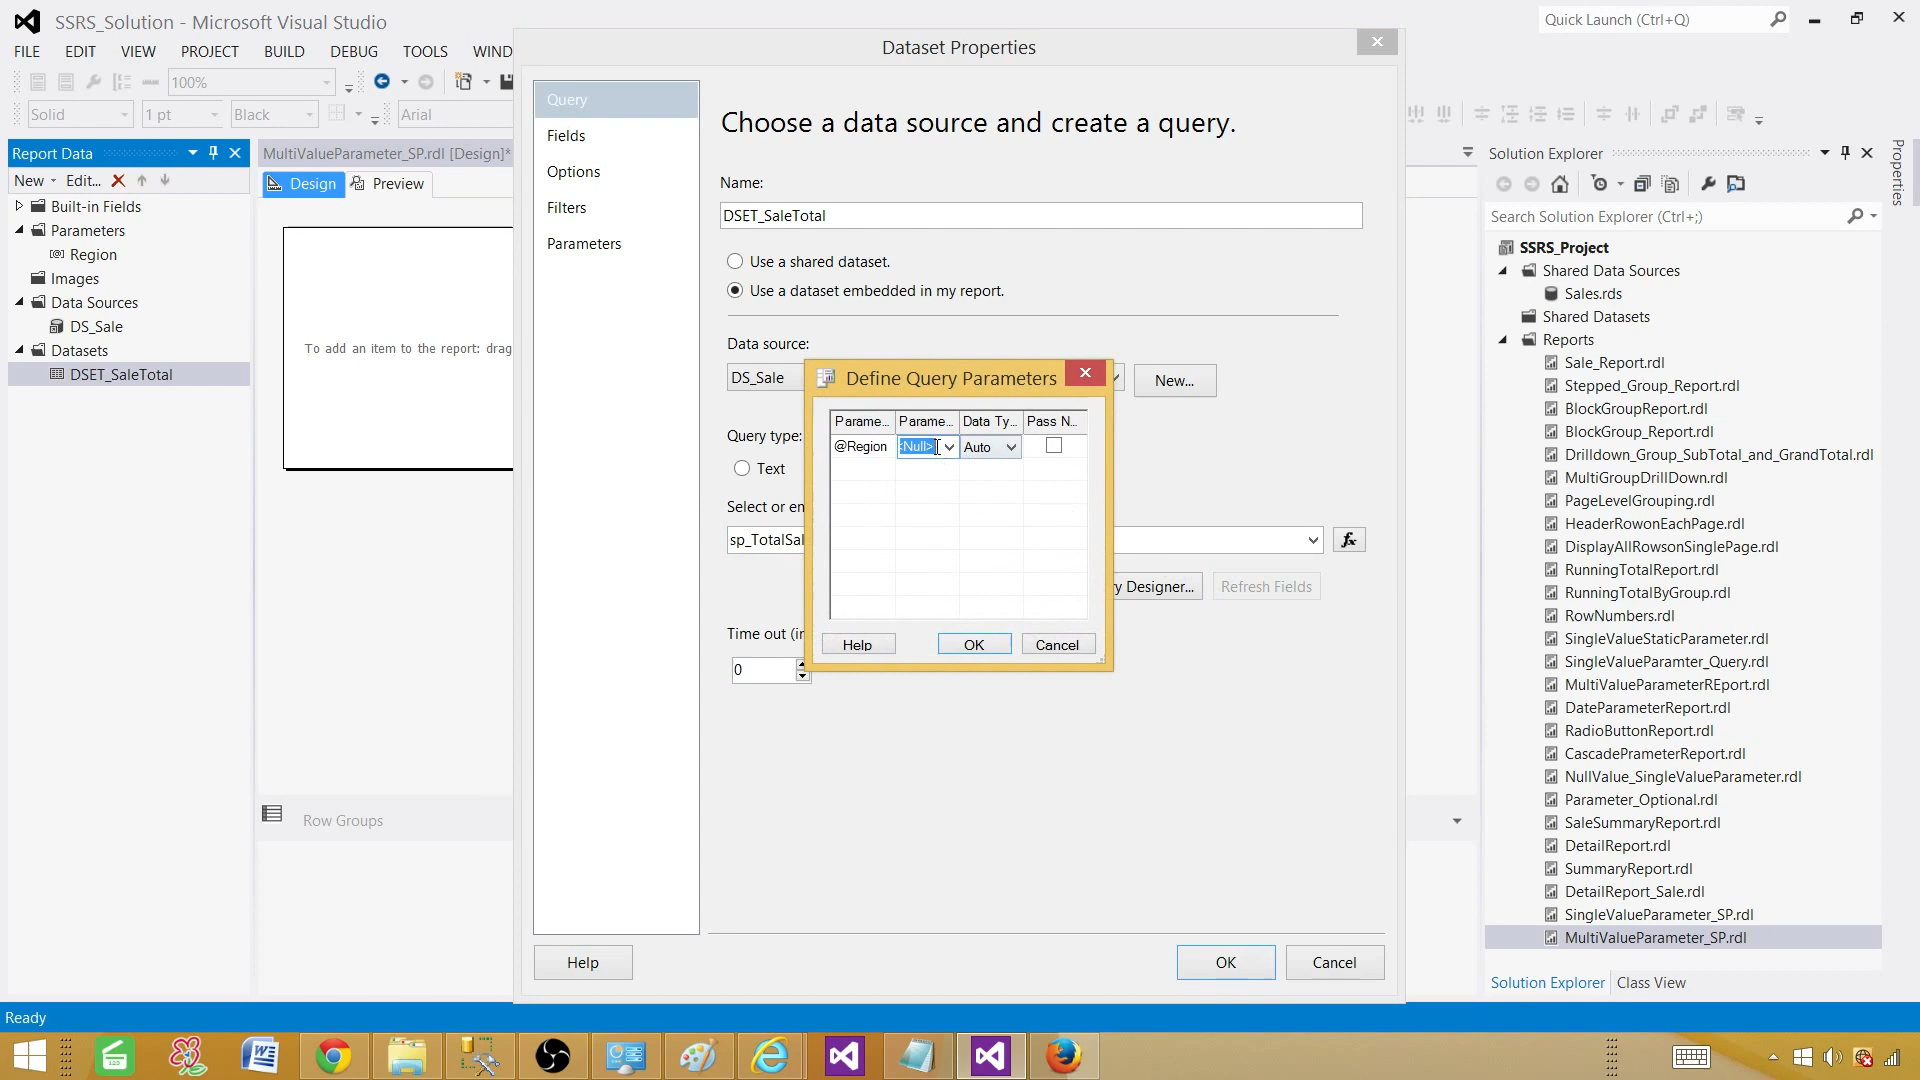 SSRS_Solution - Microsoft Visual Studio
Quick Launch (Ctrl+Q)
FILE EDIT VIEW PROJECT BUILD DEBUG TOOLS WIND
100%
Solid 1 pt Black Arial
Report Data
New Edit...
Built-in Fields
Parameters
Region
Images
Data Sources
DS_Sale
Datasets
DSET_SaleTotal
MultiValueParameter_SP.rdl [Design]*
Design Preview
To add an item to the report: drag
Row Groups
Dataset Properties
Query
Fields
Options
Filters
Parameters
Choose a data source and create a query.
Name:
DSET_SaleTotal
Use a shared dataset.
Use a dataset embedded in my report.
Data source:
DS_Sale
New...
Query type:
Text
Select or en
sp_TotalSal
fx
y Designer...
Refresh Fields
Time out (in
0
Help
OK
Cancel
Define Query Parameters
Parame... Parame... Data Ty... Pass N...
@Region <Null> Auto
Help OK Cancel
Solution Explorer
Search Solution Explorer (Ctrl+;)
SSRS_Project
Shared Data Sources
Sales.rds
Shared Datasets
Reports
Sale_Report.rdl
Stepped_Group_Report.rdl
BlockGroupReport.rdl
BlockGroup_Report.rdl
Drilldown_Group_SubTotal_and_GrandTotal.rdl
MultiGroupDrillDown.rdl
PageLevelGrouping.rdl
HeaderRowonEachPage.rdl
DisplayAllRowsonSinglePage.rdl
RunningTotalReport.rdl
RunningTotalByGroup.rdl
RowNumbers.rdl
SingleValueStaticParameter.rdl
SingleValueParamter_Query.rdl
MultiValueParameterREport.rdl
DateParameterReport.rdl
RadioButtonReport.rdl
CascadePrameterReport.rdl
NullValue_SingleValueParameter.rdl
Parameter_Optional.rdl
SaleSummaryReport.rdl
DetailReport.rdl
SummaryReport.rdl
DetailReport_Sale.rdl
SingleValueParameter_SP.rdl
MultiValueParameter_SP.rdl
Solution Explorer Class View
Properties
Ready